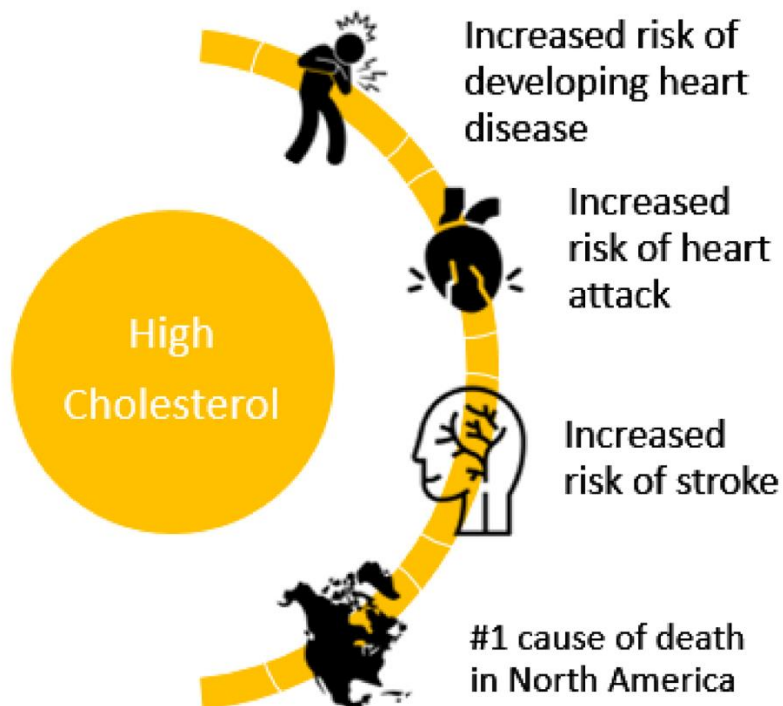 Increased risk of
developing heart
disease
Increased
risk of heart
attack
High
Cholesterol
Increased
risk of stroke
#1 cause of death
in North America